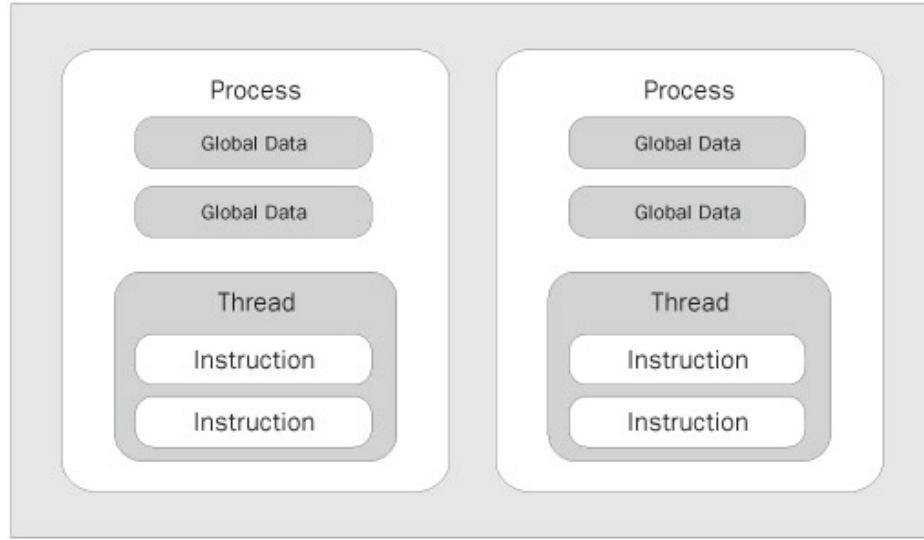 Process
Global Data
Global Data
Thread
Instruction
Instruction
Process
Global Data
Global Data
Thread
Instruction
Instruction